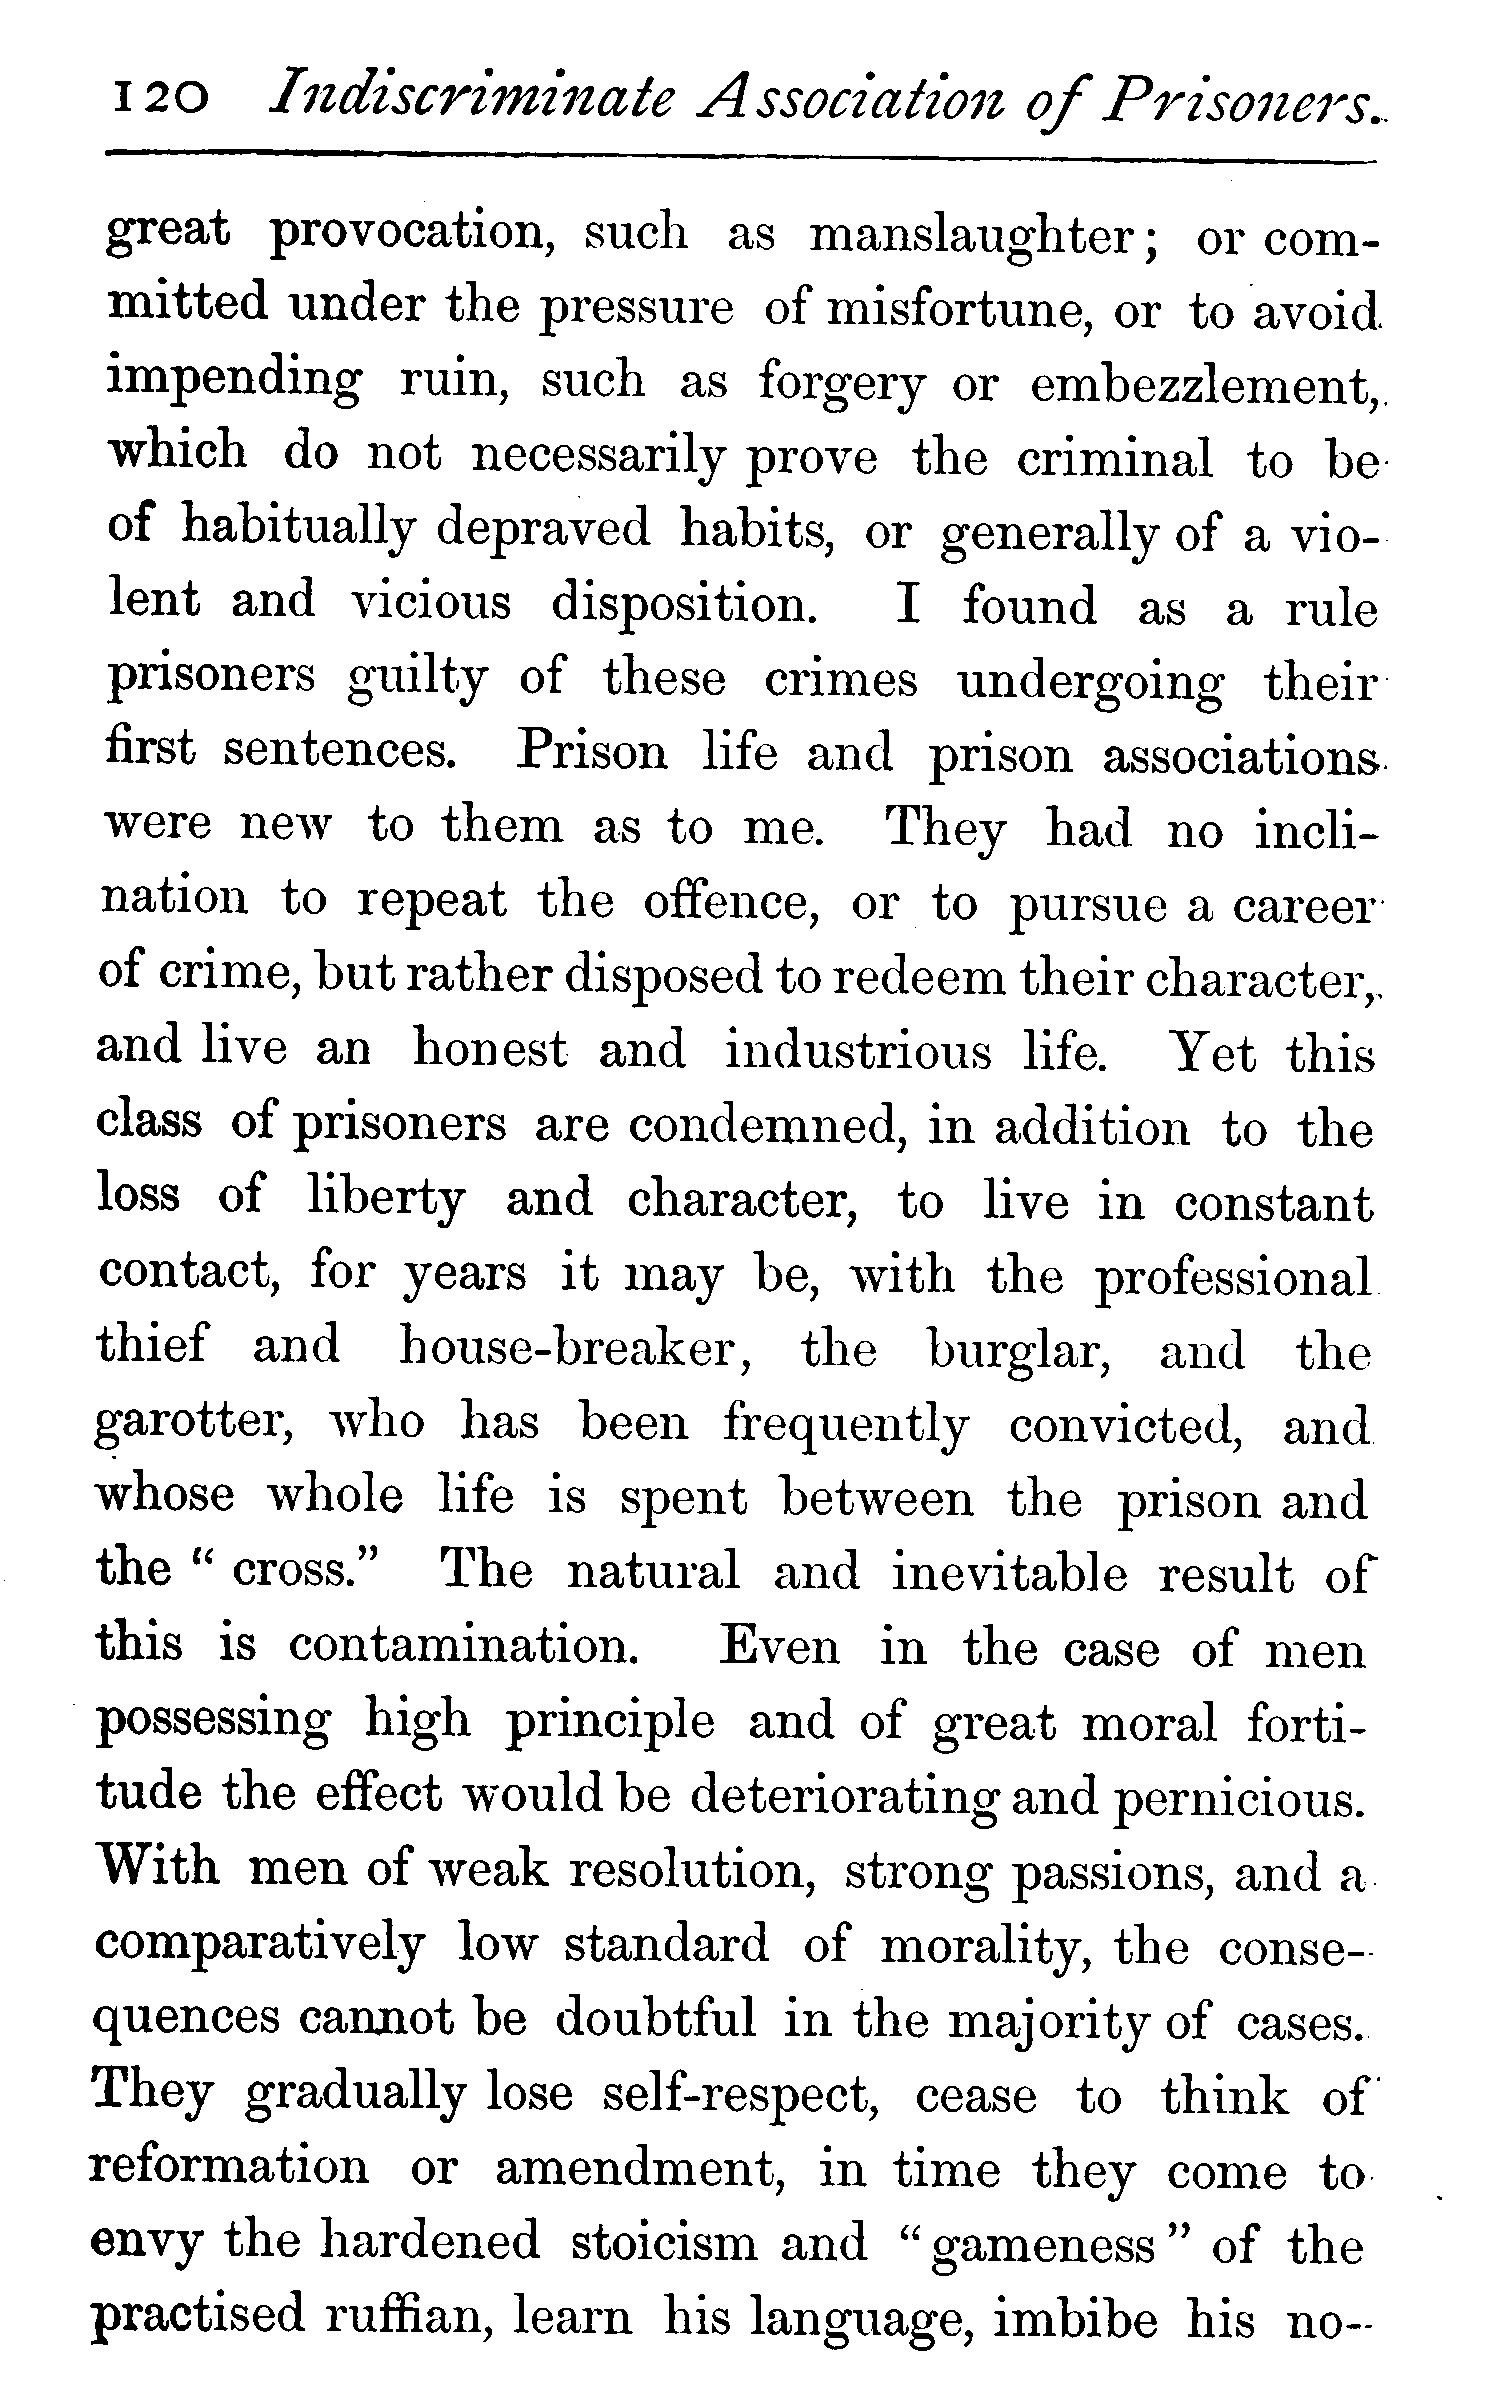 120 Indiscriminate Association of Prisoners.
great provocation, such as manslaughter; or com-
mitted under the pressure of misfortune, or to avoid
impending ruin, such as forgery or embezzlement,
which do not necessarily prove the criminal to be
of habitually depraved habits, or generally of a vio-
lent and vicious disposition. I found as a rule
prisoners guilty of these crimes undergoing their
first sentences. Prison life and prison associations
were new to them as to me. They had no incli-
nation to repeat the offence, or to pursue a career
of crime, but rather disposed to redeem their character,
and live an honest and industrious life. Yet this
class of prisoners are condemned, in addition to the
loss of liberty and character, to live in constant
contact, for years it may be, with the professional
thief and house-breaker, the burglar, and the
garotter, who has been frequently convicted, and
whose whole life is spent between the prison and
the “ cross.” The natural and inevitable result of
this is contamination. Even in the case of men
possessing high principle and of great moral forti-
tude the effect would be deteriorating and pernicious.
With men of weak resolution, strong passions, and a
comparatively low standard of morality, the conse-
quences cannot be doubtful in the majority of cases.
They gradually lose self-respect, cease to think of
reformation or amendment, in time they come to
envy the hardened stoicism and “gameness” of the
practised ruffian, learn his language, imbibe his no-